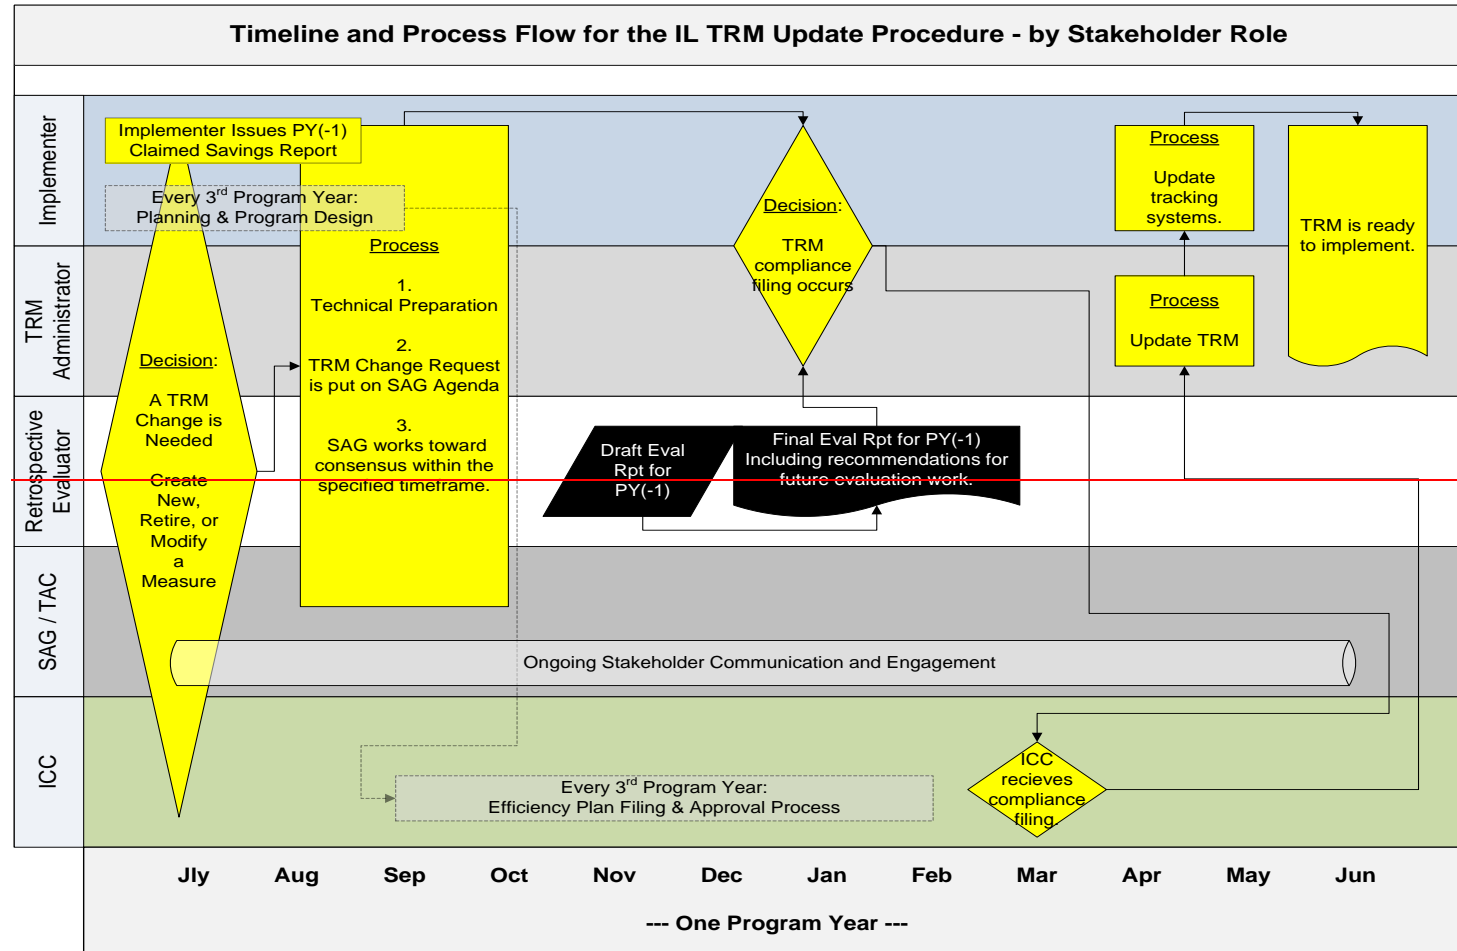 Timeline and Process Flow for the IL TRM Update Procedure - by Stakeholder Role
Implementer
Implementer Issues PY(-1)
Claimed Savings Report
Every 3rd Program Year:
Planning & Program Design
Process
1.
Technical Preparation
2.
TRM Change Request
is put on SAG Agenda
3.
SAG works toward
consensus within the
specified timeframe.
Decision:
TRM
compliance
filing occurs
Process
Update
tracking
systems.
TRM is ready
to implement.
TRM
Administrator
Decision:
A TRM
Change is
Needed
Create
New,
Retire, or
Modify
a
Measure
Process
Update TRM
Retrospective
Evaluator
Draft Eval
Rpt for
PY(-1)
Final Eval Rpt for PY(-1)
Including recommendations for
future evaluation work.
SAG / TAC
Ongoing Stakeholder Communication and Engagement
ICC
Every 3rd Program Year:
Efficiency Plan Filing & Approval Process
ICC
recieves
compliance
filing.
Jly Aug Sep Oct Nov Dec Jan Feb Mar Apr May Jun
--- One Program Year ---